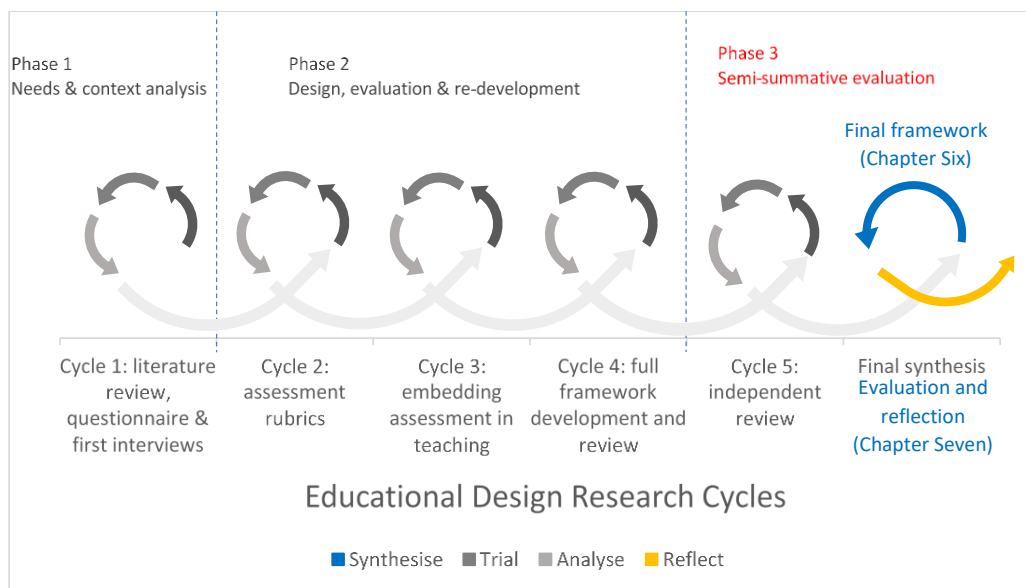 Phase 1
Needs & context analysis
Phase 2
Design, evaluation & re-development
Phase 3
Semi-summative evaluation
Final framework
(Chapter Six)
Cycle 1: literature
review,
questionnaire &
first interviews
Cycle 2:
assessment
rubrics
Cycle 3:
embedding
assessment in
teaching
Cycle 4: full
framework
development and
review
Cycle 5:
independent
review
Final synthesis
Evaluation and
reflection
(Chapter Seven)
Educational Design Research Cycles
Synthesise Trial Analyse Reflect